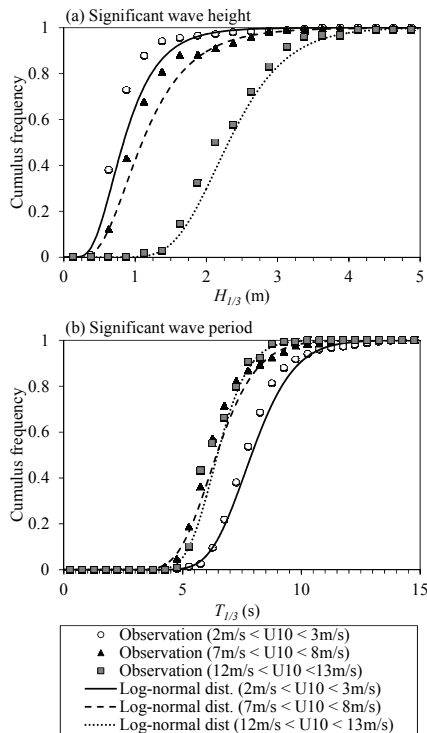 (a) Significant wave height
1
0.8
0.6
0.4
0.2
0
Cumulus frequency
0 1 2 3 4 5
H1/3 (m)
(b) Significant wave period
1
0.8
0.6
0.4
0.2
0
Cumulus frequency
0 5 10 15
T1/3 (s)
Observation (2m/s < U10 < 3m/s)
Observation (7m/s < U10 < 8m/s)
Observation (12m/s < U10 <13m/s)
Log-normal dist. (2m/s < U10 < 3m/s)
Log-normal dist. (7m/s < U10 < 8m/s)
Log-normal dist (12m/s < U10 < 13m/s)